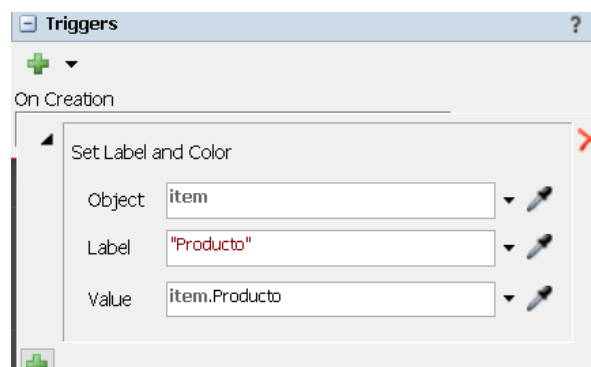 Triggers ?
On Creation
Set Label and Color
Object item
Label "Producto"
Value item.Producto